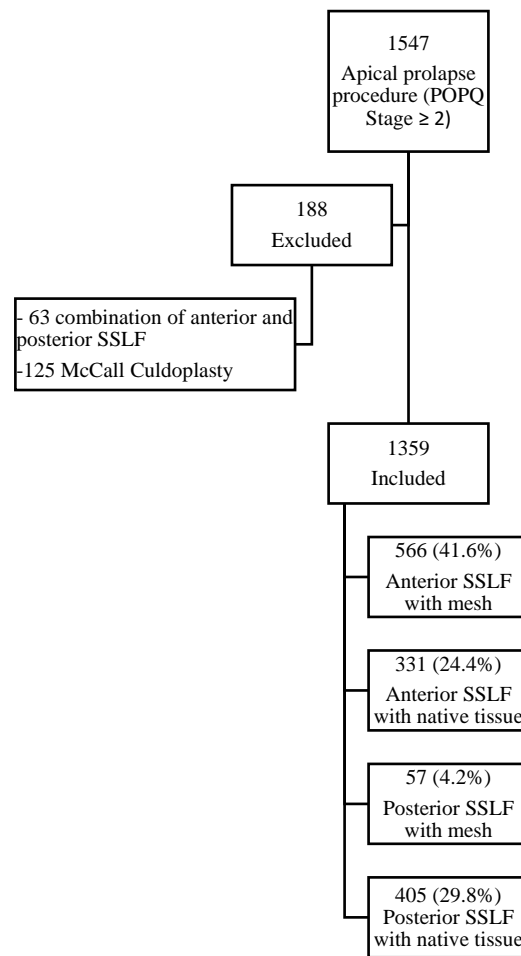 1547
Apical prolapse
procedure (POPQ
Stage ≥ 2)
188
Excluded
- 63 combination of anterior and
posterior SSLF
-125 McCall Culdoplasty
1359
Included
566 (41.6%)
Anterior SSLF
with mesh
331 (24.4%)
Anterior SSLF
with native tissue
57 (4.2%)
Posterior SSLF
with mesh
405 (29.8%)
Posterior SSLF
with native tissue